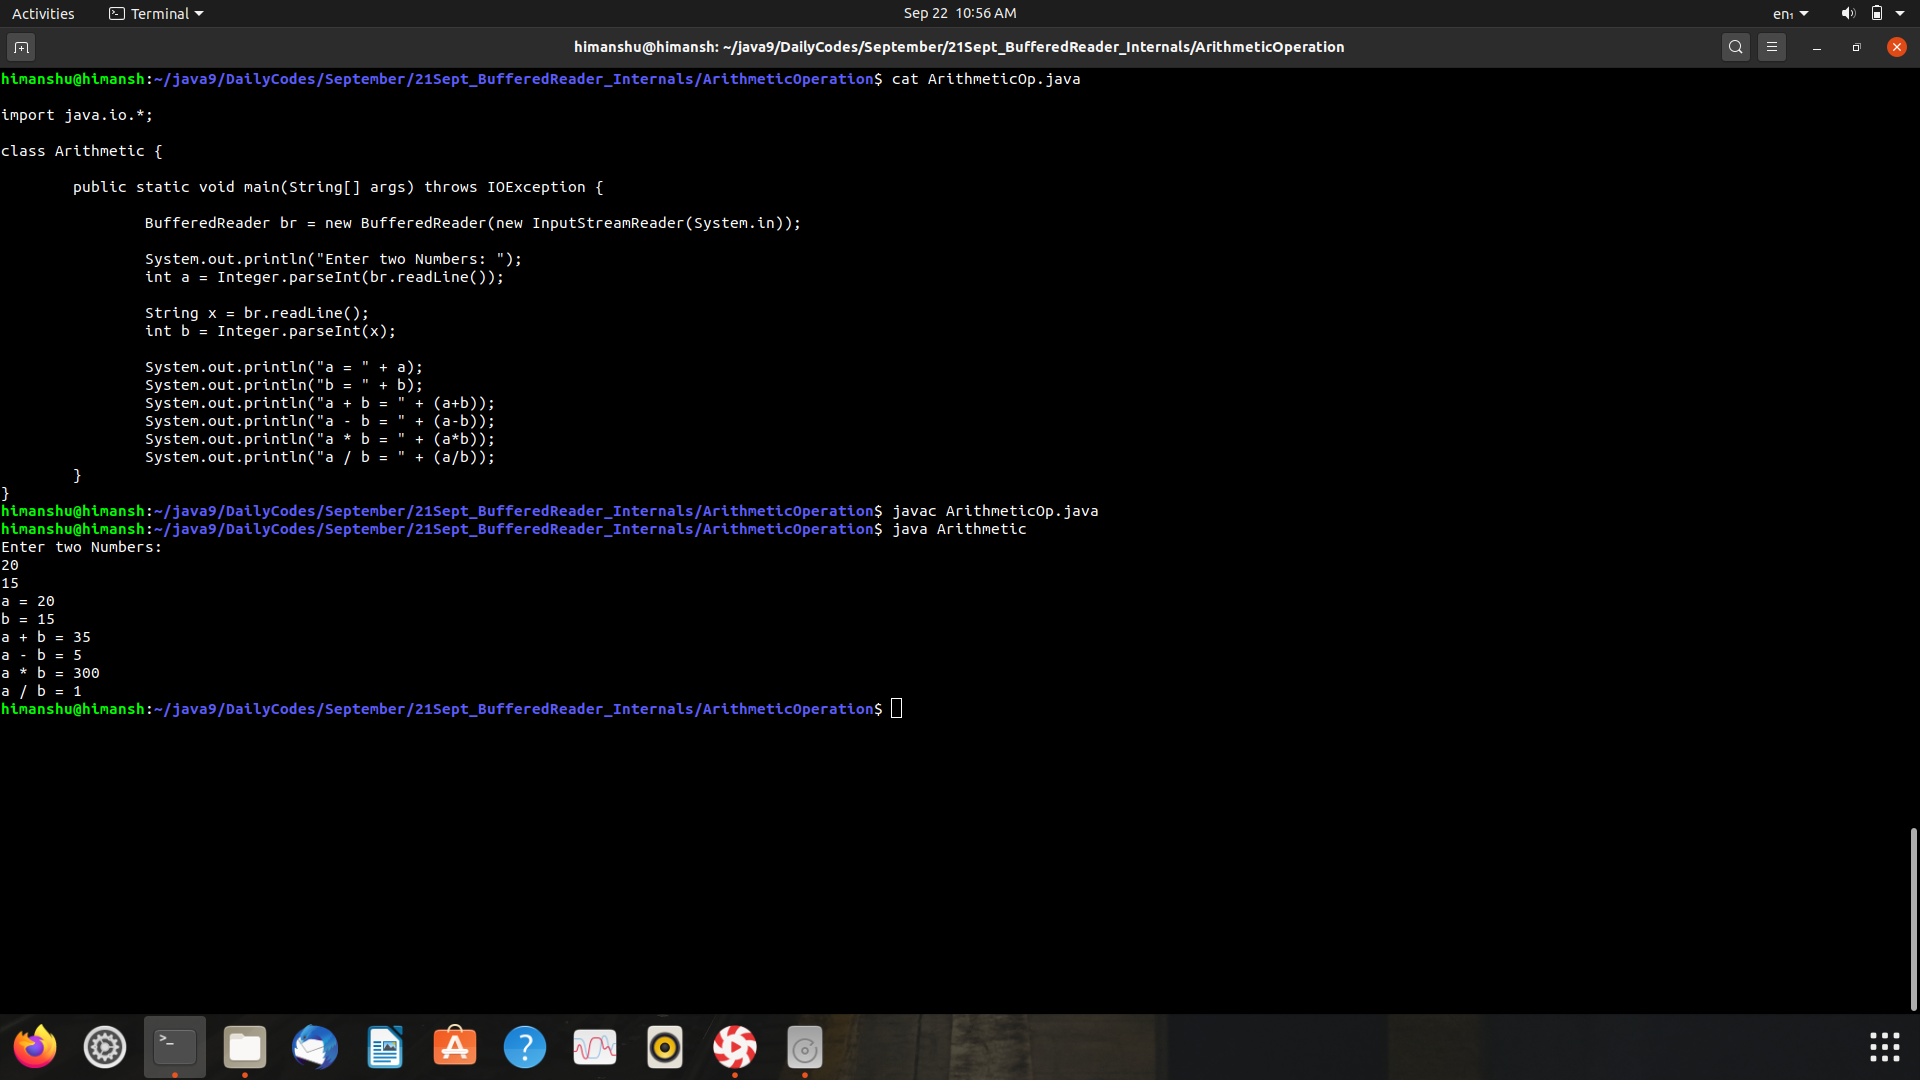 Activities Terminal Sep 22 10:56 AM en₁
himanshu@himansh: ~/java9/DailyCodes/September/21Sept_BufferedReader_Internals/ArithmeticOperation
himanshu@himansh:~/java9/DailyCodes/September/21Sept_BufferedReader_Internals/ArithmeticOperation$ cat ArithmeticOp.java
import java.io.*;
class Arithmetic {
public static void main(String[] args) throws IOException {
BufferedReader br = new BufferedReader(new InputStreamReader(System.in));
System.out.println("Enter two Numbers: ");
int a = Integer.parseInt(br.readLine());
String x = br.readLine();
int b = Integer.parseInt(x);
System.out.println("a = " + a);
System.out.println("b = " + b);
System.out.println("a + b = " + (a+b));
System.out.println("a - b = " + (a-b));
System.out.println("a * b = " + (a*b));
System.out.println("a / b = " + (a/b));
}
}
himanshu@himansh:~/java9/DailyCodes/September/21Sept_BufferedReader_Internals/ArithmeticOperation$ javac ArithmeticOp.java
himanshu@himansh:~/java9/DailyCodes/September/21Sept_BufferedReader_Internals/ArithmeticOperation$ java Arithmetic
Enter two Numbers:
20
15
a = 20
b = 15
a + b = 35
a - b = 5
a * b = 300
a / b = 1
himanshu@himansh:~/java9/DailyCodes/September/21Sept_BufferedReader_Internals/ArithmeticOperation$